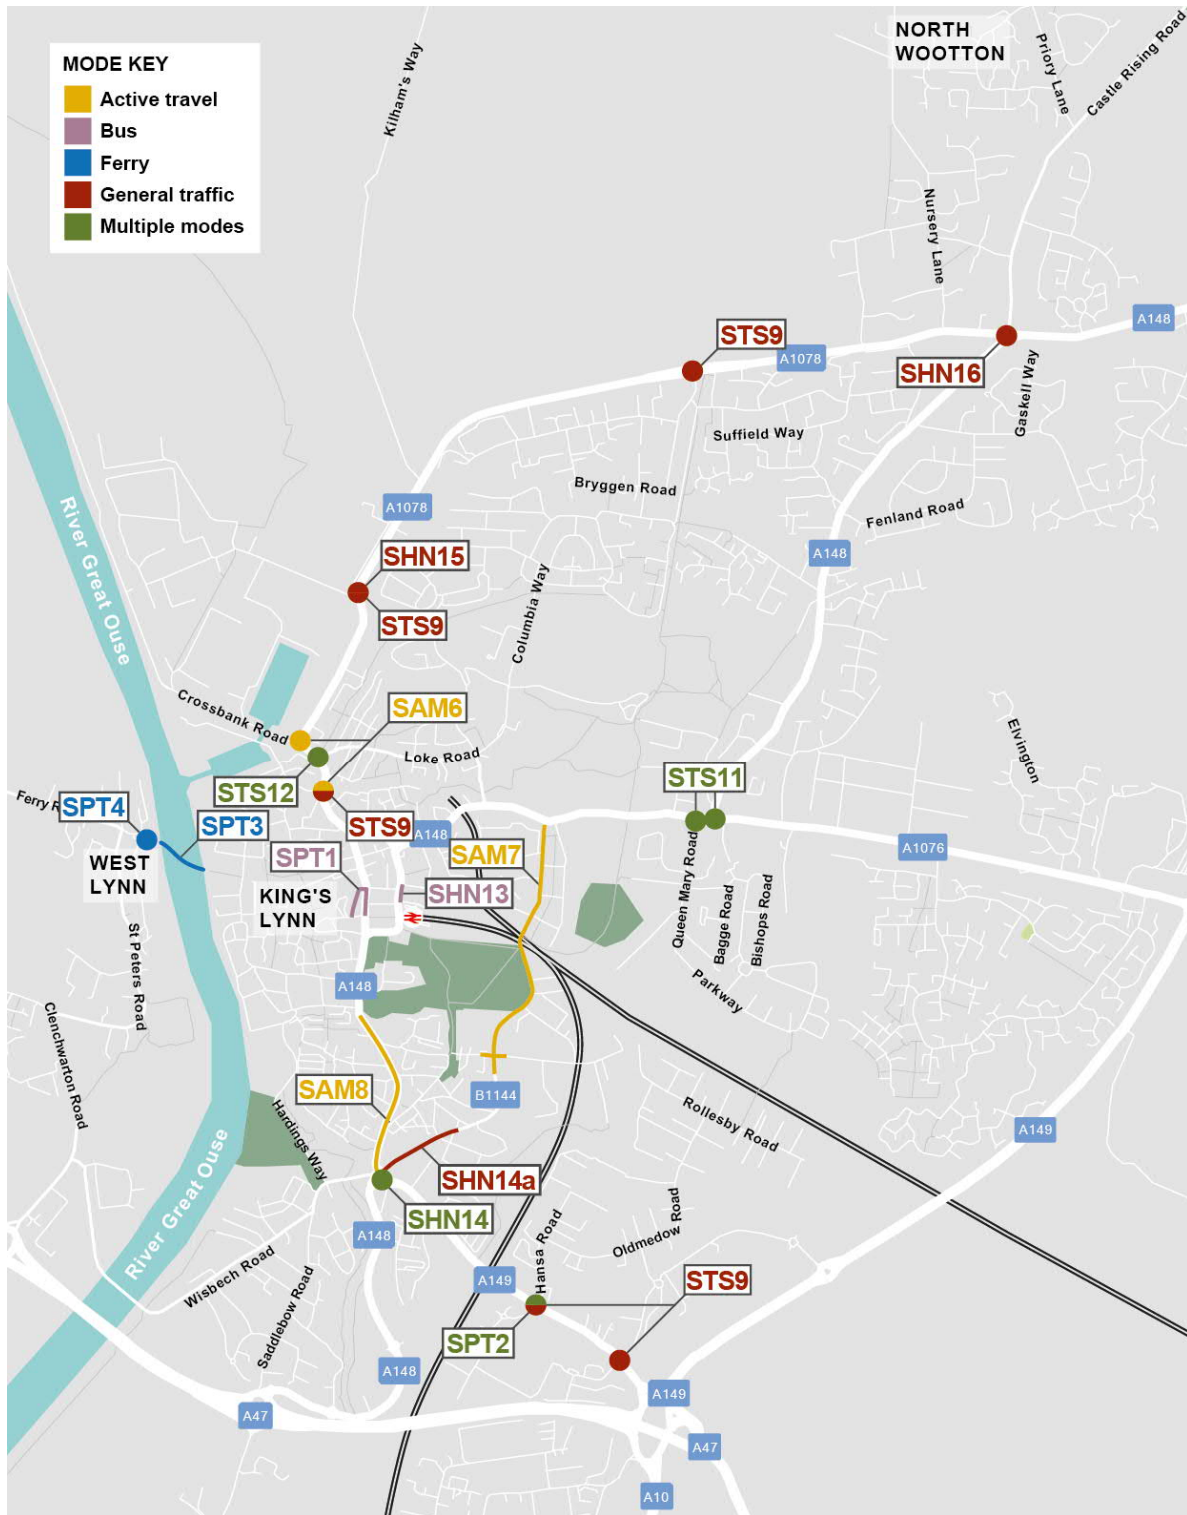 NORTH
WOOTTON
Priory Lane
Castle Rising Road
Kilham's Way
MODE KEY
Active travel
Bus
Ferry
General traffic
Multiple modes
Nursery Lane
A148
STS9
A1078
SHN16
Gaskell Way
Suffield Way
Bryggen Road
A1078
Fenland Road
A148
River Great Ouse
SHN15
STS9
Columbia Way
Crossbank Road
SAM6
Loke Road
Elvington
STS12
STS11
Ferry R
SPT4
SPT3
STS9
A148
A1076
SPT1
SAM7
WEST
LYNN
KING'S
LYNN
SHN13
Queen Mary Road
Bagge Road
Bishops Road
St Peters Road
A148
Parkway
Clenchwarton Road
SAM8
B1144
Hardings Way
Rollesby Road
A149
River Great Ouse
SHN14a
SHN14
A148
Hansa Road
Oldmedow Road
Wisbech Road
Saddlebow Road
A149
STS9
SPT2
A148
A149
A47
A47
A10